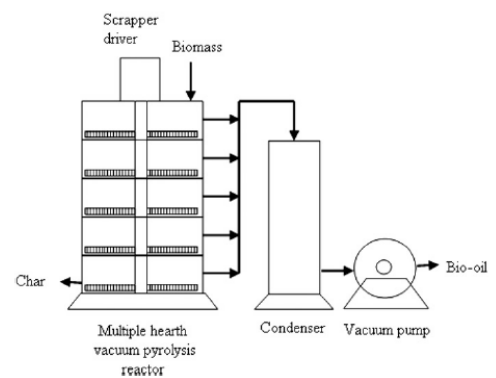 Scrapper
driver
Biomass
Char
Bio-oil
Multiple hearth
vacuum pyrolysis
reactor
Condenser
Vacuum pump